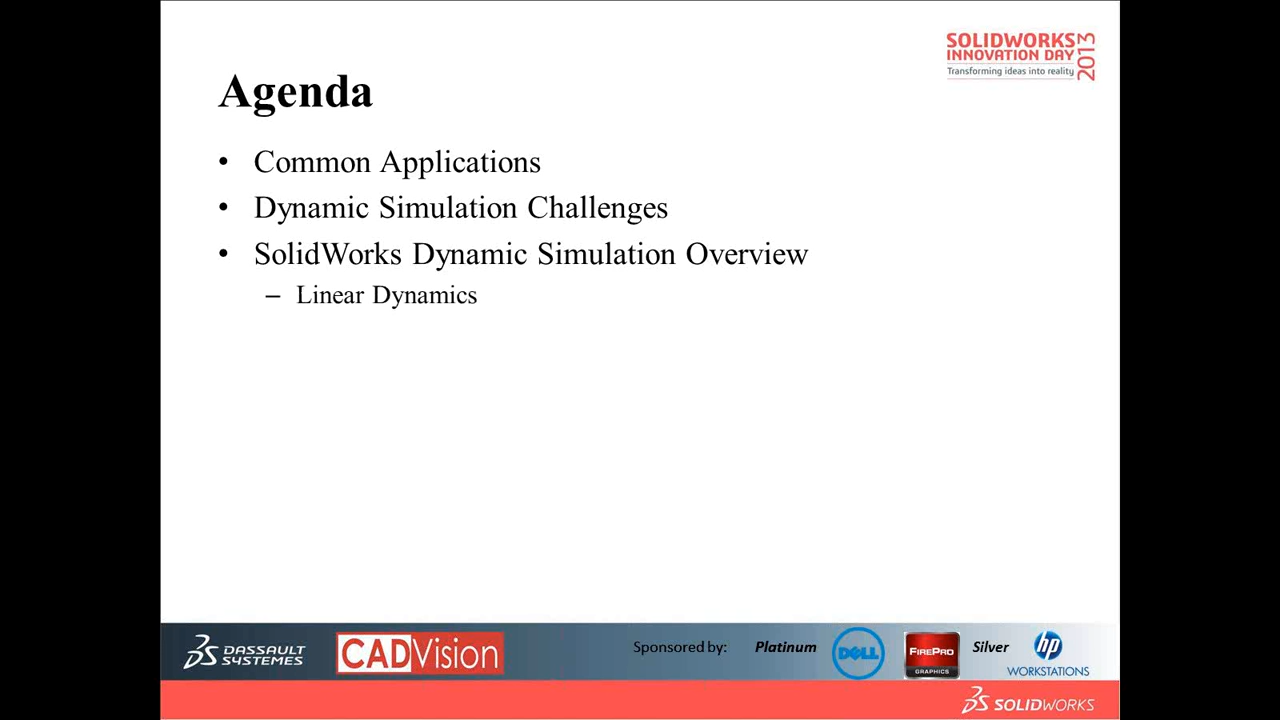 SOLIDWORKS
INNOVATION DAY
2013
Transforming ideas into reality
Agenda
• Common Applications
• Dynamic Simulation Challenges
• SolidWorks Dynamic Simulation Overview
– Linear Dynamics
DASSAULT
SYSTEMES
CADVision
Sponsored by:
Platinum
DELL
FIREPRO
GRAPHICS
Silver
hp
WORKSTATIONS
SOLIDWORKS